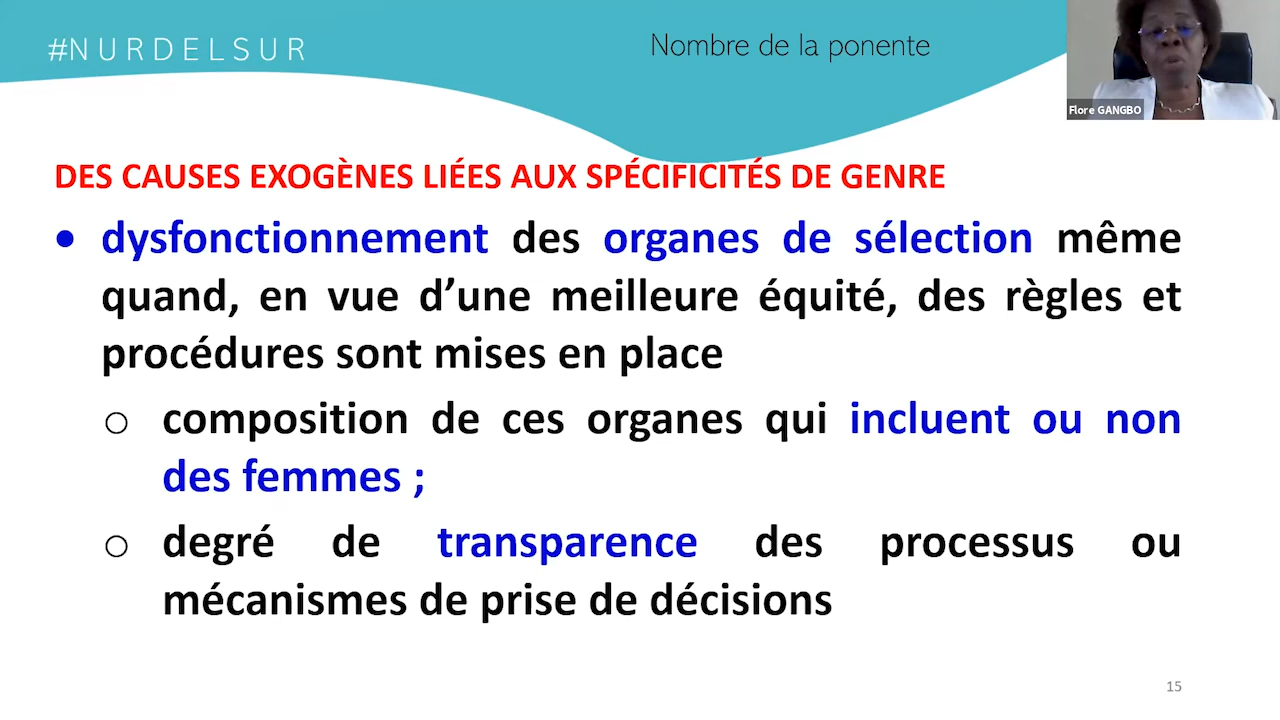 #NURDELSUR
Nombre de la ponente
Flore GANGBO
DES CAUSES EXOGÈNES LIÉES AUX SPÉCIFICITÉS DE GENRE
• dysfonctionnement des organes de sélection même
quand, en vue d’une meilleure équité, des règles et
procédures sont mises en place
o composition de ces organes qui incluent ou non
des femmes ;
o degré de transparence des processus ou
mécanismes de prise de décisions
15